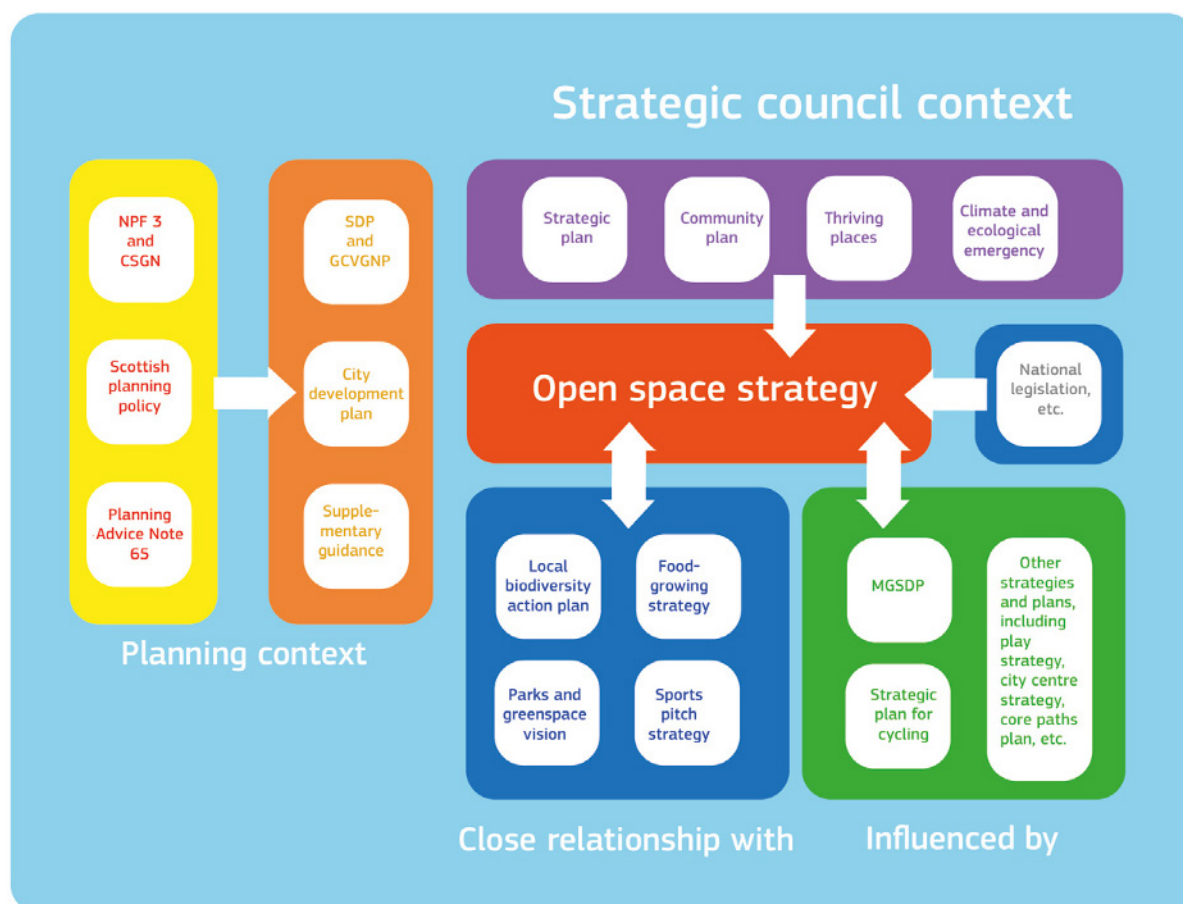 Strategic council context
NPF 3
and
CSGN
Scottish
planning
policy
Planning
Advice Note
65
SDP
and
GCVGNP
City
development
plan
Supple-
mentary
guidance
Planning context
Strategic
plan
Community
plan
Thriving
places
Climate and
ecological
emergency
Open space strategy
National
legislation,
etc.
Local
biodiversity
action plan
Food-
growing
strategy
Parks and
greenspace
vision
Sports
pitch
strategy
Close relationship with
MGSDP
Strategic
plan for
cycling
Other
strategies
and plans,
including
play
strategy,
city centre
strategy,
core paths
plan, etc.
Influenced by